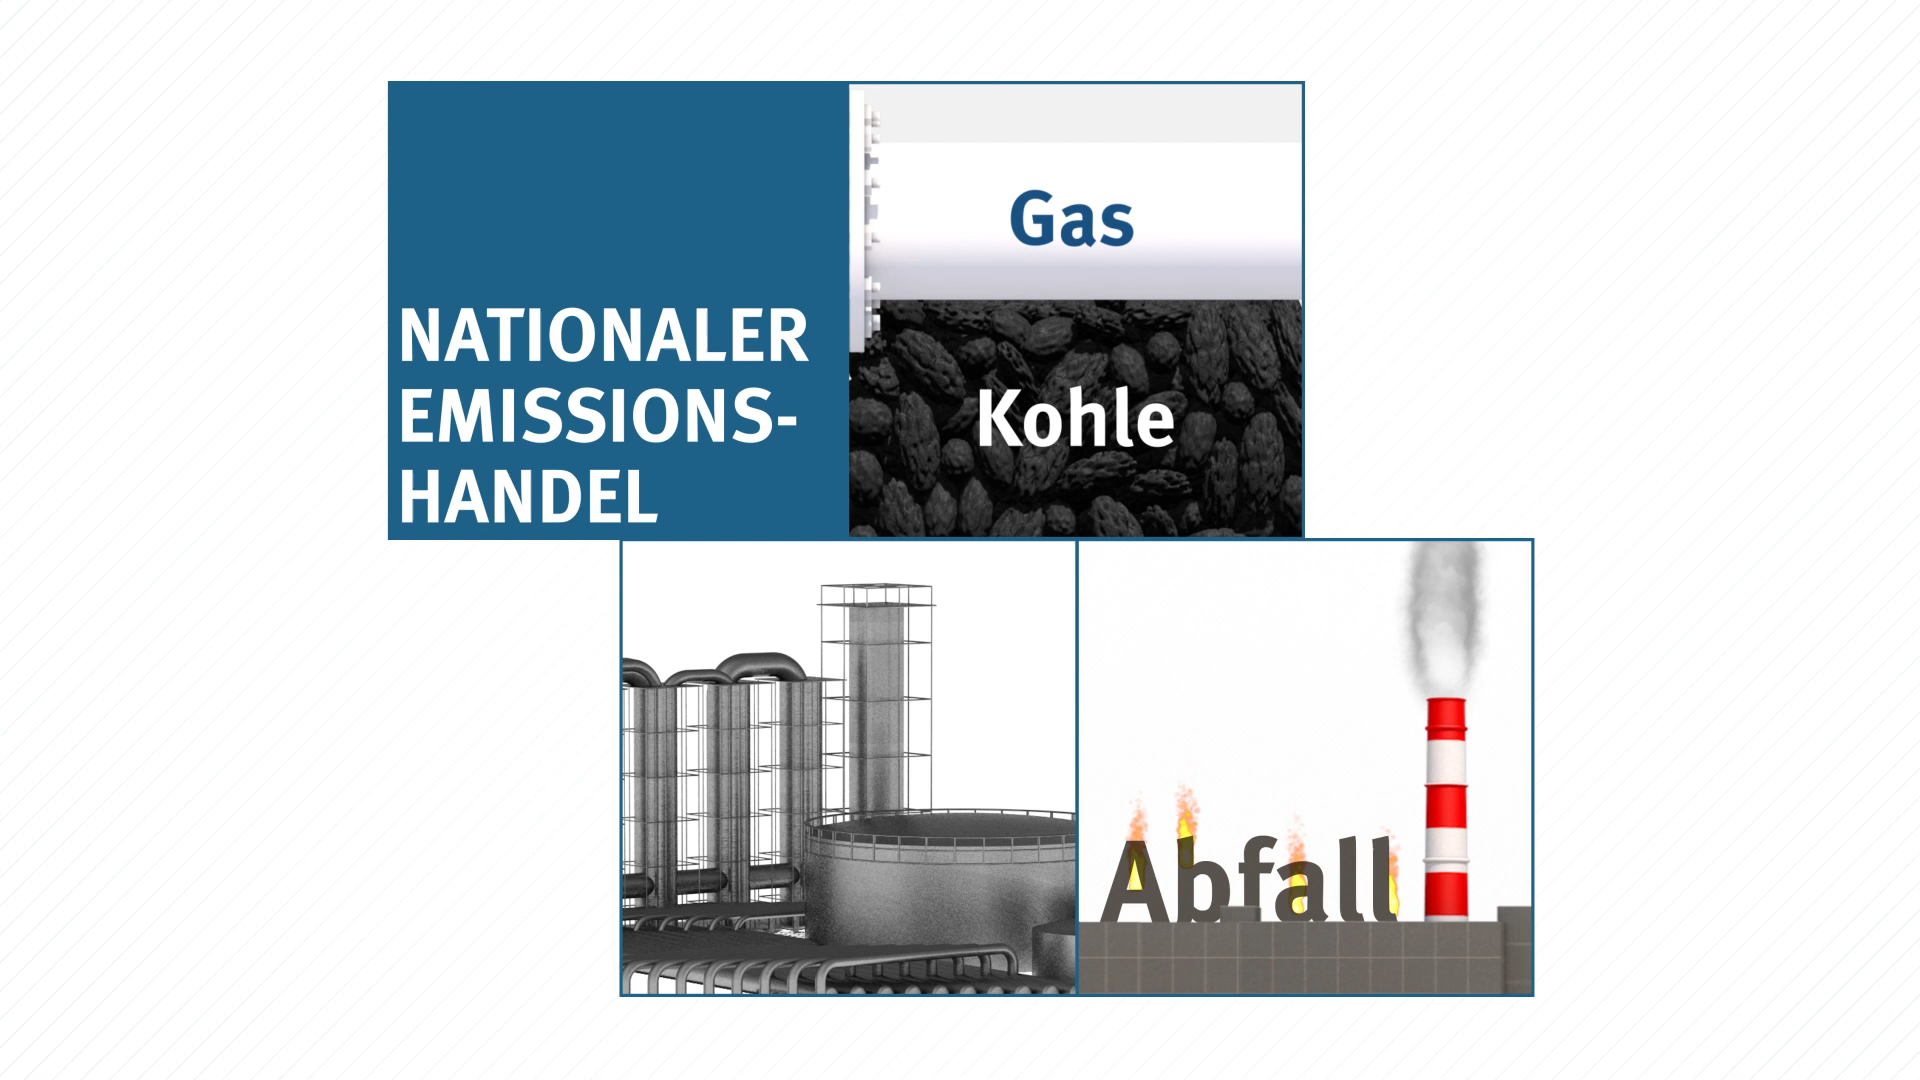 NATIONALER
EMISSIONS-
HANDEL
Gas
Kohle
Abfall